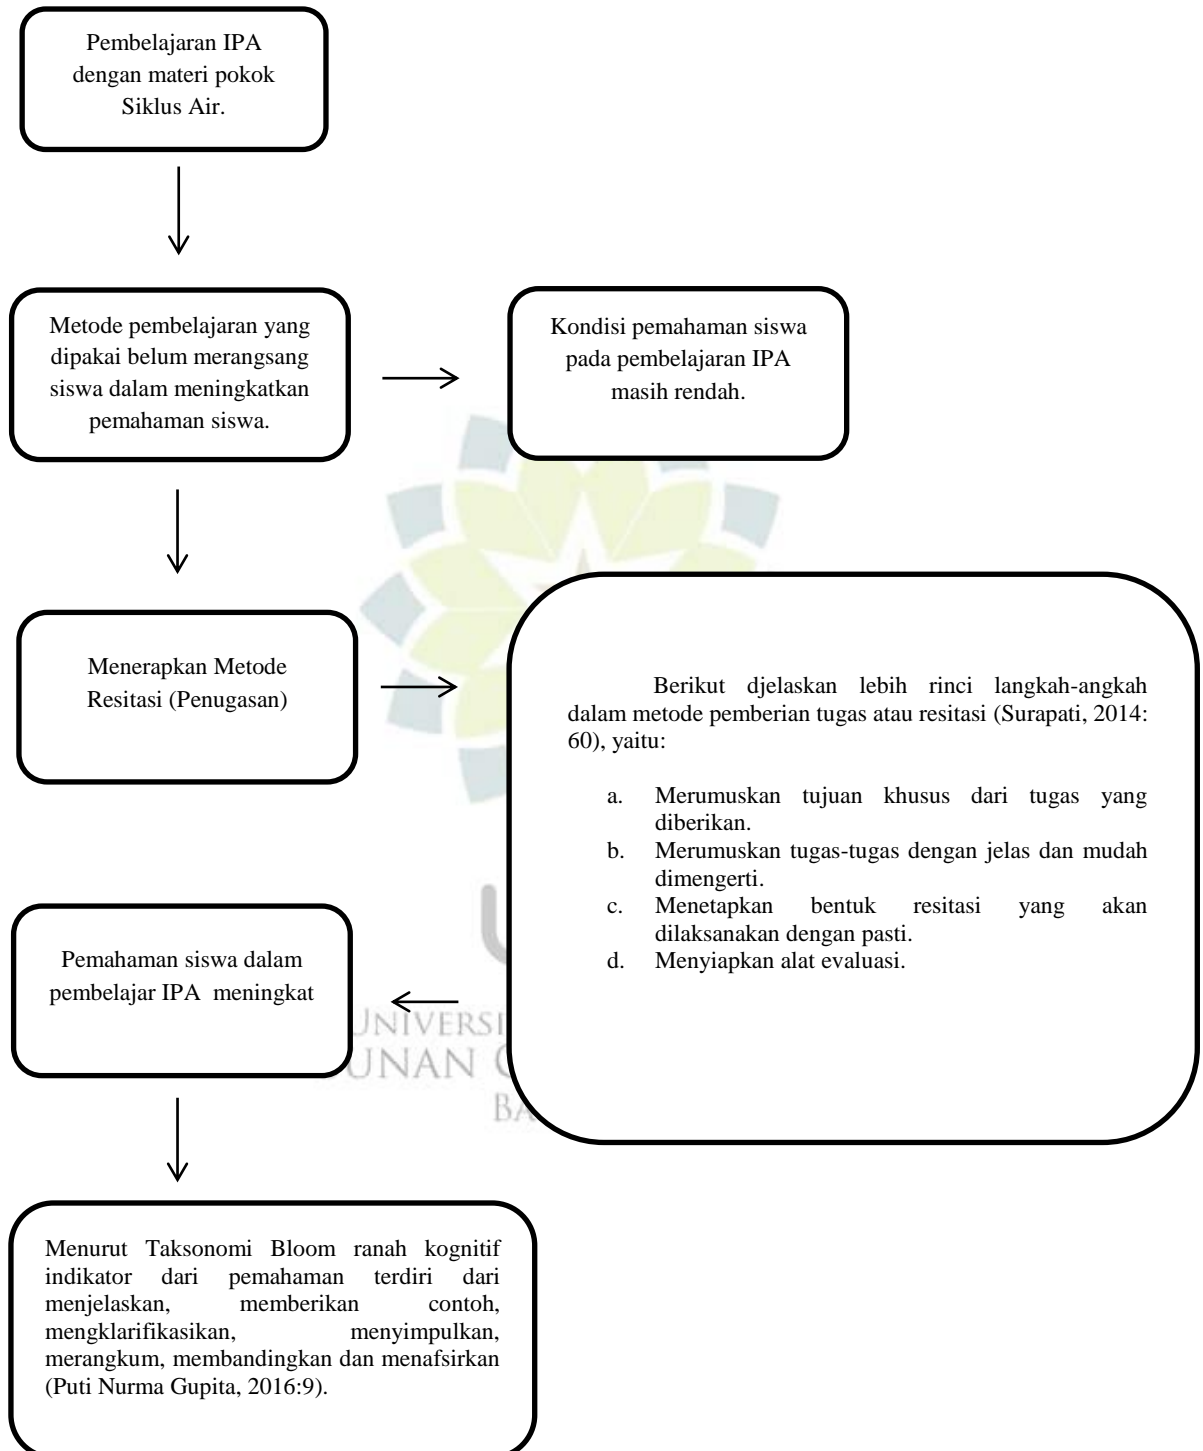 Pembelajaran IPA
dengan materi pokok
Siklus Air.
Metode pembelajaran yang
dipakai belum merangsang
siswa dalam meningkatkan
pemahaman siswa.
Kondisi pemahaman siswa
pada pembelajaran IPA
masih rendah.
Menerapkan Metode
Resitasi (Penugasan)
Berikut djelaskan lebih rinci langkah-angkah
dalam metode pemberian tugas atau resitasi (Surapati, 2014:
60), yaitu:
a. Merumuskan tujuan khusus dari tugas yang
diberikan.
b. Merumuskan tugas-tugas dengan jelas dan mudah
dimengerti.
c. Menetapkan bentuk resitasi yang akan
dilaksanakan dengan pasti.
d. Menyiapkan alat evaluasi.
Pemahaman siswa dalam
pembelajar IPA meningkat
Menurut Taksonomi Bloom ranah kognitif
indikator dari pemahaman terdiri dari
menjelaskan, memberikan contoh,
mengklarifikasikan, menyimpulkan,
merangkum, membandingkan dan menafsirkan
(Puti Nurma Gupita, 2016:9).